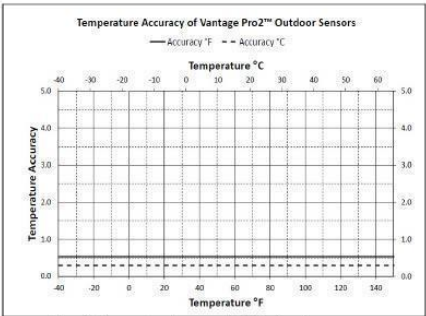 Temperature Accuracy of Vantage Pro2™ Outdoor Sensors
Accuracy °F Accuracy °C
Temperature °C
-40 -30 -20 -10 0 10 20 30 40 50 60
5.0 5.0
4.0 4.0
3.0 3.0
2.0 2.0
1.0 1.0
0.0 0.0
Temperature Accuracy
-40 -20 0 20 40 60 80 100 120 140
Temperature °F